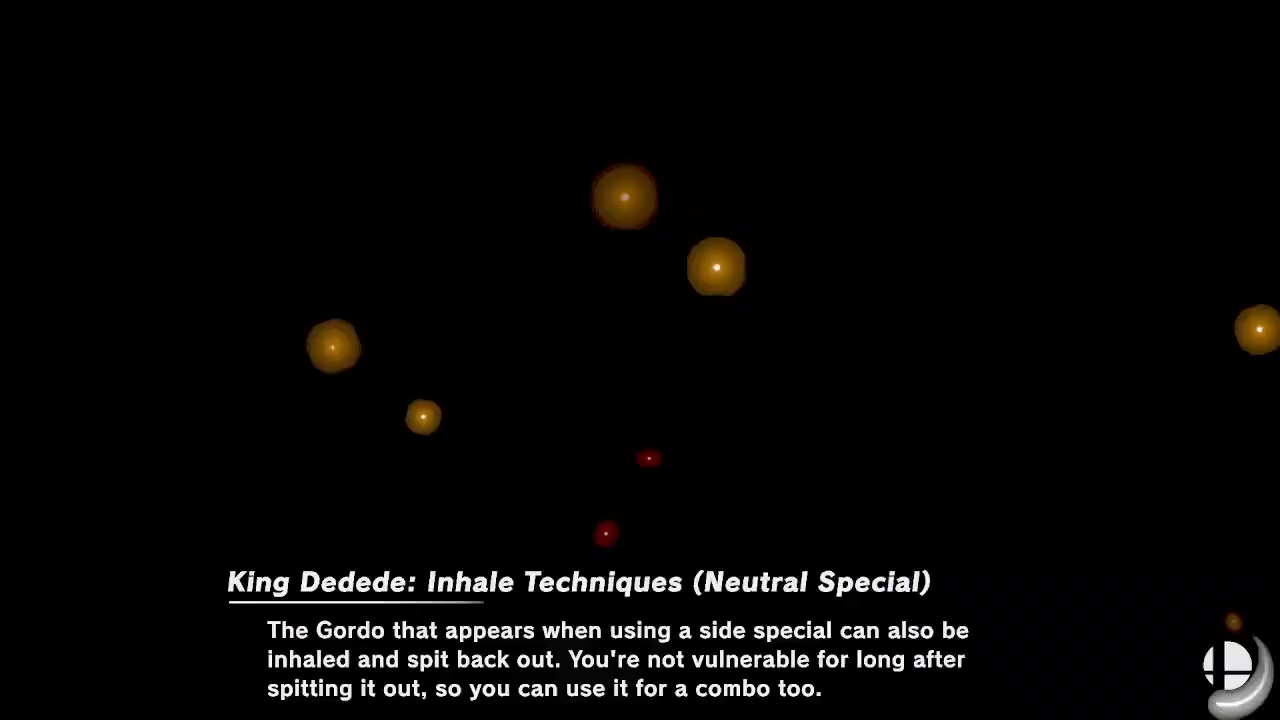 King Dedede: Inhale Techniques (Neutral Special)
The Gordo that appears when using a side special can also be
inhaled and spit back out. You're not vulnerable for long after
spitting it out, so you can use it for a combo too.